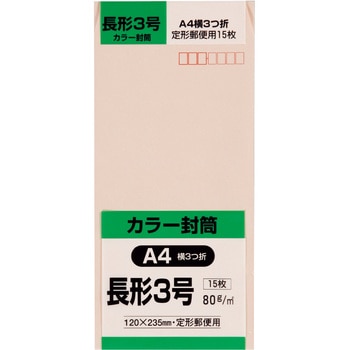 長形3号
カラー封筒
A4横3つ折
定形郵便用15枚
カラー封筒
A4 横3つ折
長形3号 15枚
80g/㎡
120×235mm・定形郵便用